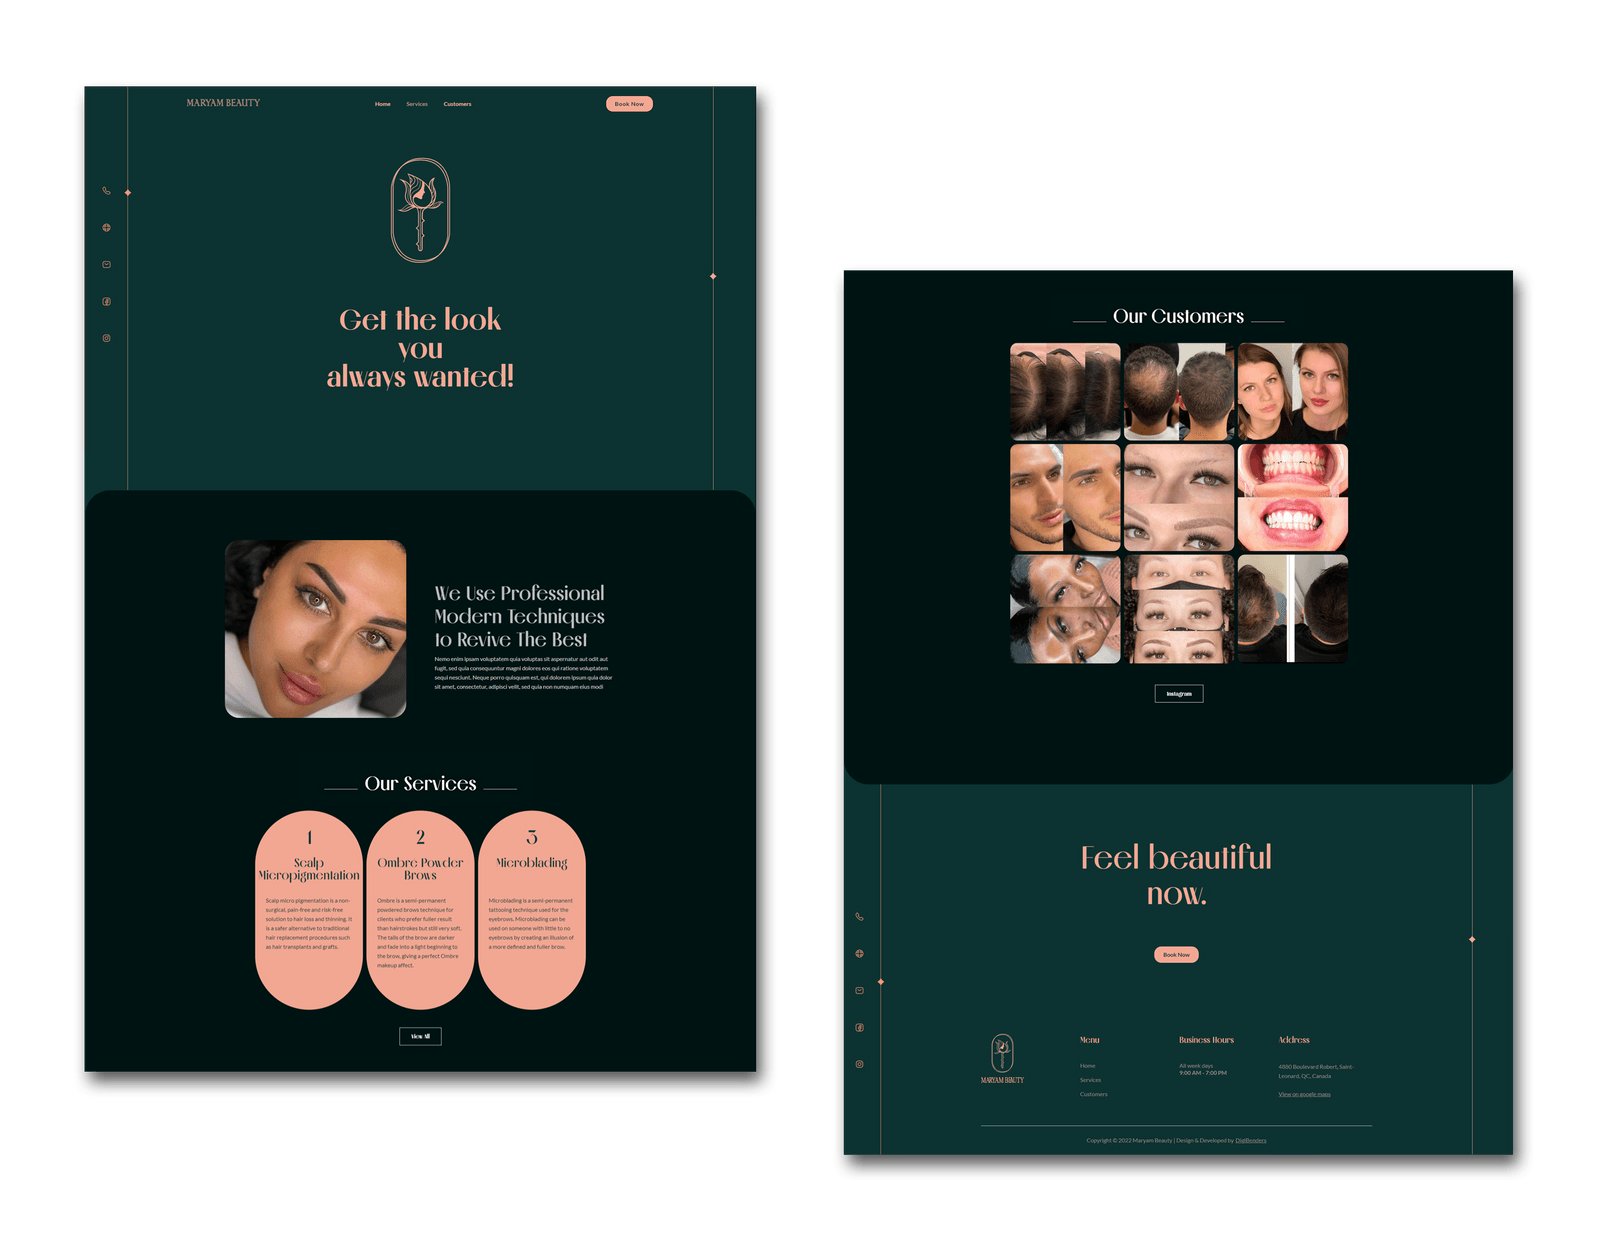 MARYAM BEAUTY
Home Services Customers
Book Now
Get the look
you
always wanted!
We Use Professional
Modern Techniques
to Revive The Best
Nemo enim ipsam voluptatem quia voluptas sit aspernatur aut odit aut
fugit, sed quia consequuntur magni dolores eos qui ratione voluptatem
sequi nesciunt. Neque porro quisquam est, qui dolorem ipsum quia dolor
sit amet, consectetur, adipisci velit, sed quia non numquam eius modi
Our Services
1
Scalp
Micropigmentation
Scalp micro pigmentation is a non-
surgical, pain-free and risk-free
solution to hair loss and thinning. It
is a safer alternative to traditional
hair replacement procedures such
as hair transplants and grafts.
2
Ombre Powder
Brows
Ombre is a semi-permanent
powdered brows technique for
clients who prefer fuller result
than hairstrokes but still very soft.
The tails of the brow are darker
and fade into a light beginning to
the brow, giving a perfect Ombre
makeup affect.
3
Microblading
Microblading is a semi-permanent
tattooing technique used for the
eyebrows. Microblading can be
used on someone with little to no
eyebrows by creating an illusion of
a more defined and fuller brow.
View All
Our Customers
Instagram
Feel beautiful
now.
Book Now
MARYAM BEAUTY
Menu
Home
Services
Customers
Business Hours
All week days
9:00 AM - 7:00 PM
Address
4880 Boulevard Robert, Saint-
Leonard, QC, Canada
View on google maps
Copyright © 2022 Maryam Beauty | Design & Developed by DigiBenders